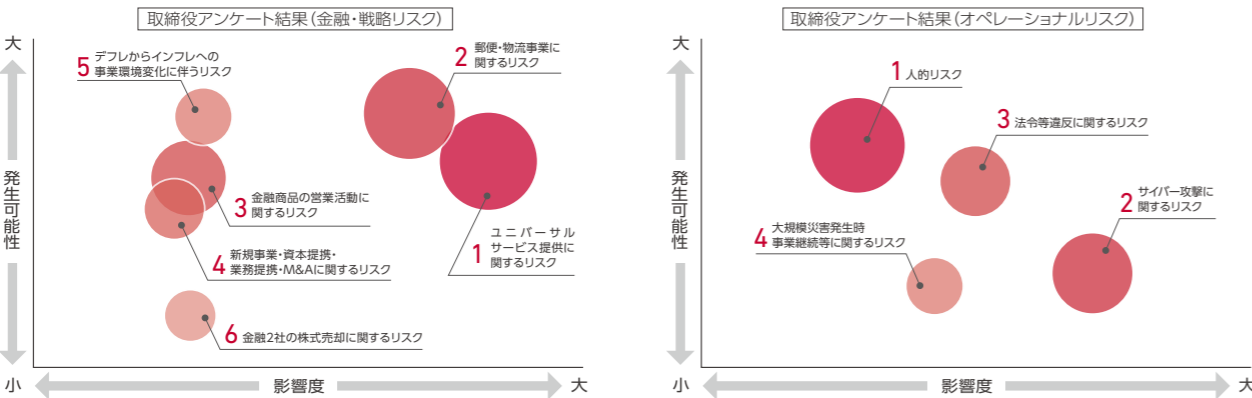 取締役アンケート結果（金融・戦略リスク）
大
発生可能性
小
影響度
大
5 デフレからインフレへの
事業環境変化に伴うリスク
2 郵便・物流事業に
関するリスク
3 金融商品の営業活動に
関するリスク
1 ユニバーサル
サービス提供に
関するリスク
4 新規事業・資本提携・
業務提携・M&Aに関するリスク
6 金融2社の株式売却に関するリスク
取締役アンケート結果（オペレーショナルリスク）
大
発生可能性
小
影響度
大
1 人的リスク
3 法令等違反に関するリスク
2 サイバー攻撃に
関するリスク
4 大規模災害発生時
事業継続等に関するリスク